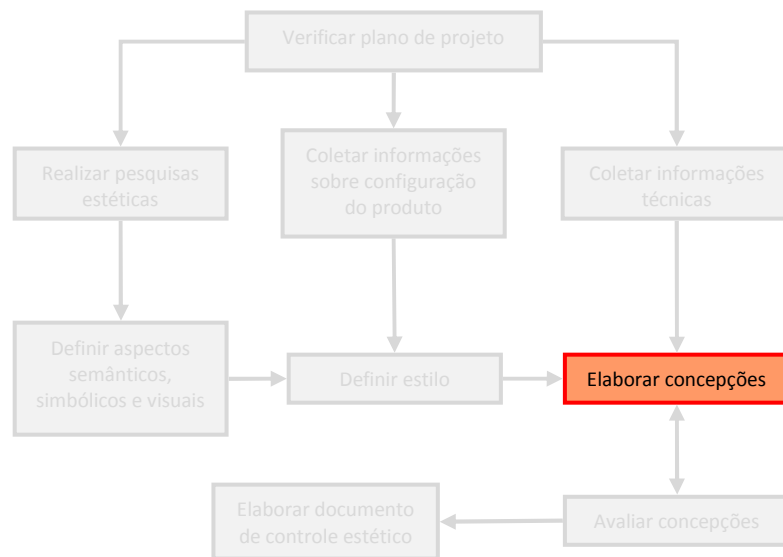 Verificar plano de projeto
Realizar pesquisas
estéticas
Coletar informações
sobre configuração
do produto
Coletar informações
técnicas
Definir aspectos
semânticos,
simbólicos e visuais
Definir estilo
Elaborar concepções
Elaborar documento
de controle estético
Avaliar concepções